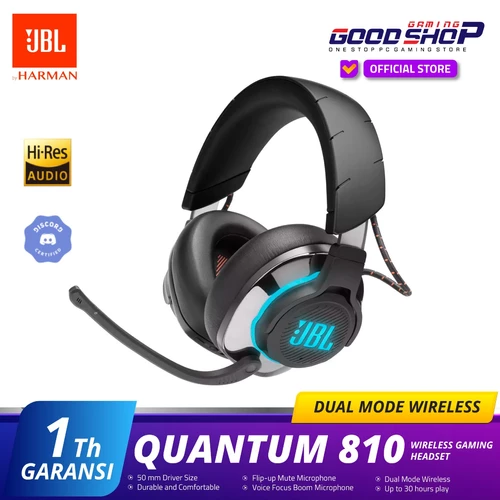 JBL
by HARMAN
GAMING
GOOD SHOP
ONE STOP PC GAMING STORE
OFFICIAL STORE
Hi-Res
AUDIO
DISCORD
CERTIFIED
JBL
DUAL MODE WIRELESS
1 Th
GARANSI
QUANTUM 810
WIRELESS GAMING
HEADSET
• 50 mm Driver Size
• Durable and Comfortable
• Flip-up Mute Microphone
• Voice Focus Boom Microphone
• Dual Mode Wireless
• Up to 30 hours play